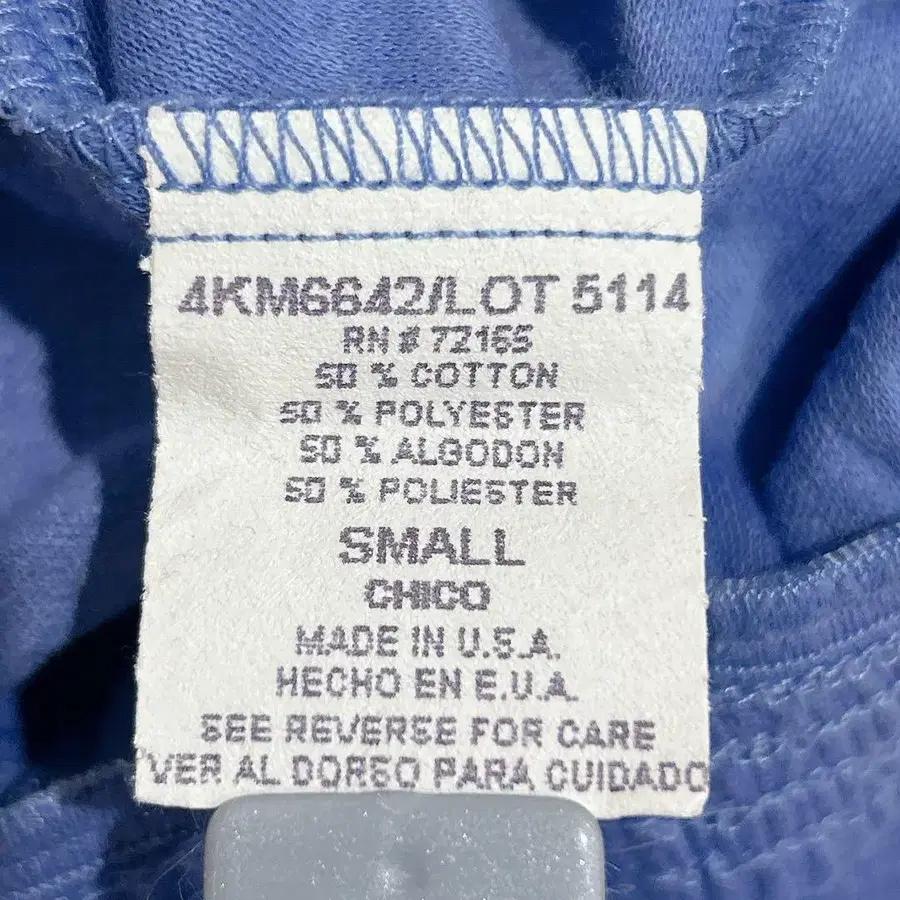 4KM6642/LOT 5114
RN # 72165
50 % COTTON
50 % POLYESTER
50 % ALGODON
50 % POLIESTER
SMALL
CHICO
MADE IN U.S.A.
HECHO EN E.U.A.
SEE REVERSE FOR CARE
VER AL DORSO PARA CUIDADO